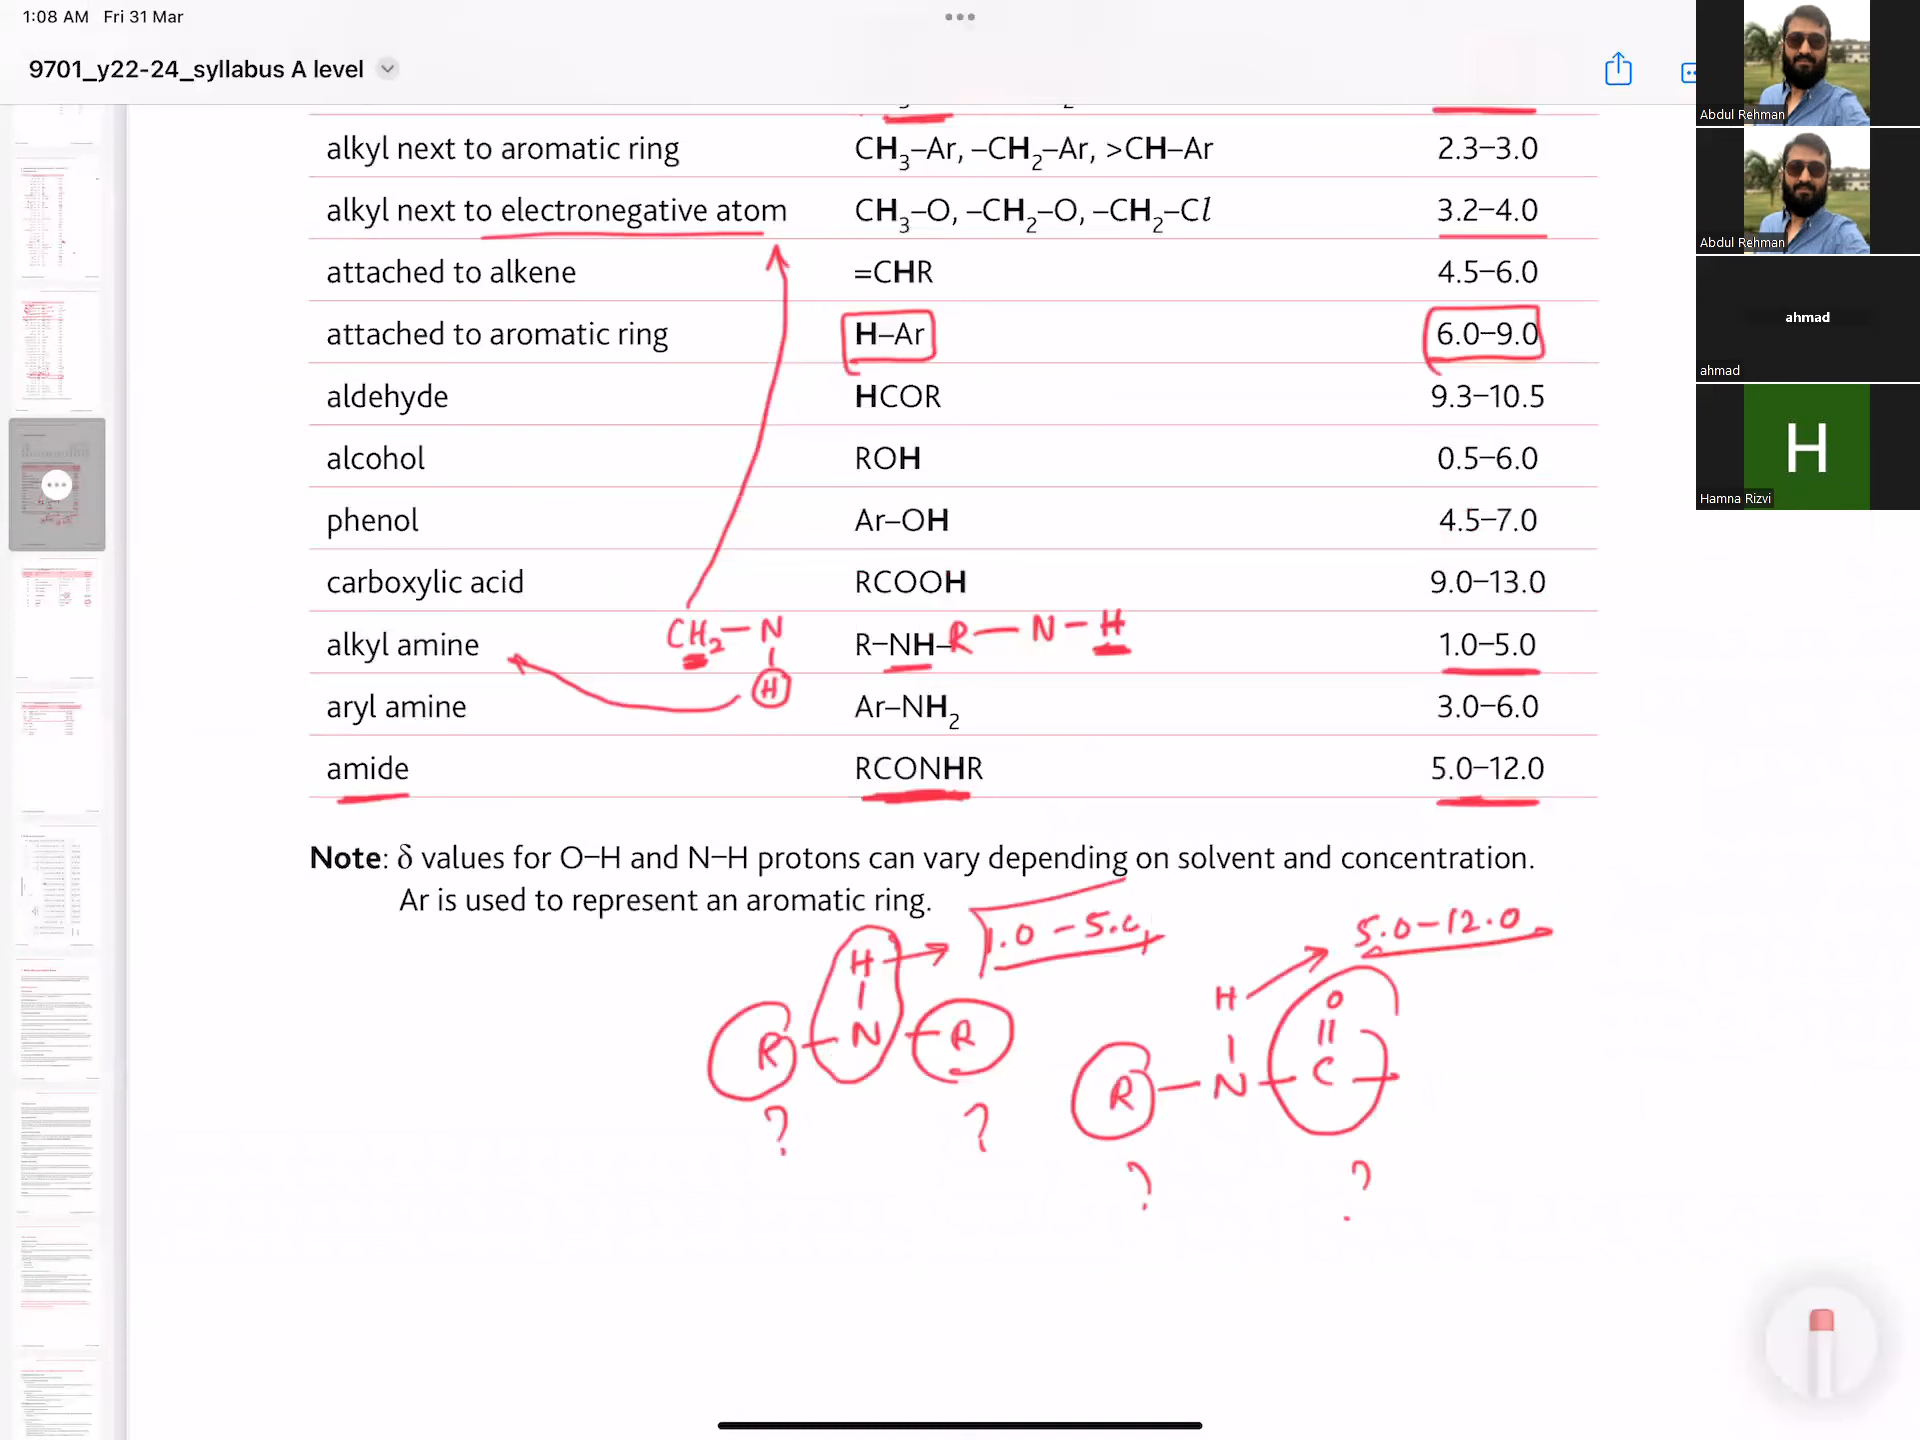 1:08 AM Fri 31 Mar
9701_y22-24_syllabus A level
alkyl next to aromatic ring CH3–Ar, –CH2–Ar, >CH–Ar 2.3–3.0
alkyl next to electronegative atom CH3–O, –CH2–O, –CH2–Cl 3.2–4.0
attached to alkene =CHR 4.5–6.0
attached to aromatic ring H–Ar 6.0–9.0
aldehyde HCOR 9.3–10.5
alcohol ROH 0.5–6.0
phenol Ar–OH 4.5–7.0
carboxylic acid RCOOH 9.0–13.0
CH2–N
H
alkyl amine R–NH– R–N–H 1.0–5.0
aryl amine Ar–NH2 3.0–6.0
amide RCONHR 5.0–12.0
Note: δ values for O–H and N–H protons can vary depending on solvent and concentration.
Ar is used to represent an aromatic ring.
H → 1.0–5.0
R–N–R
? ?
H → 5.0–12.0
O
R–N–C–
? ?
Abdul Rehman
Abdul Rehman
ahmad
ahmad
H
Hamna Rizvi